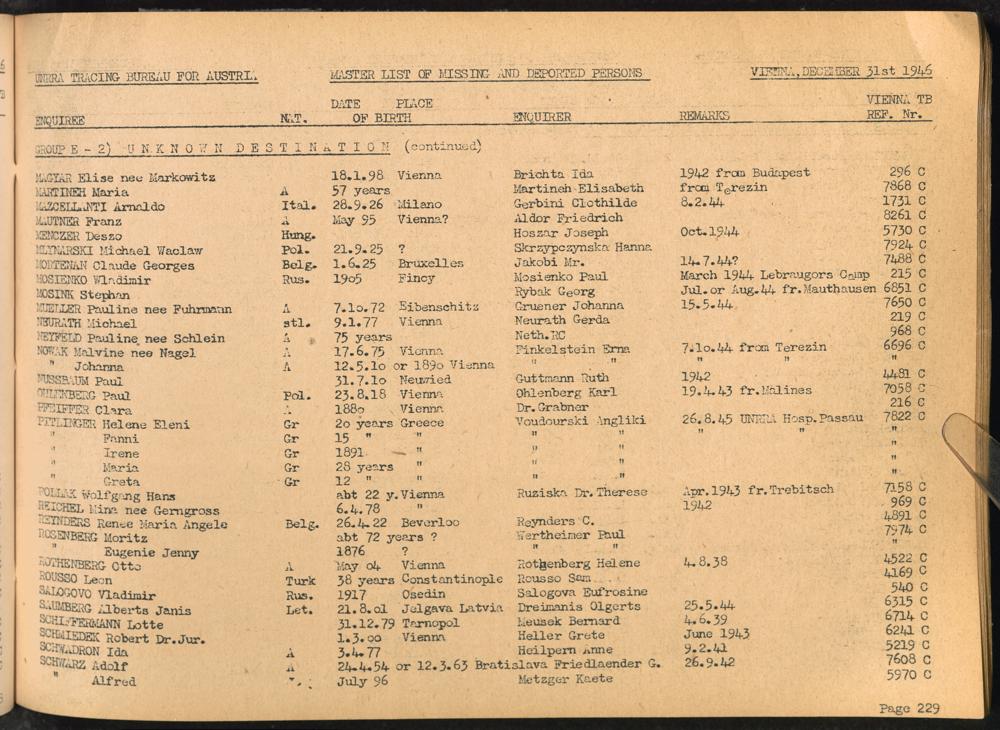 UNRRA TRACING BUREAU FOR AUSTRIA. MASTER LIST OF MISSING AND DEPORTED PERSONS VIENNA, DECEMBER 31st 1946
DATE PLACE VIENNA TB
ENQUIREE NAT. OF BIRTH ENQUIRER REMARKS REF. Nr.
GROUP E - 2) UNKNOWN DESTINATION (continued)
MAGYAR Elise nee Markowitz 18.1.98 Vienna Brichta Ida 1942 from Budapest 296 C
MARTINEH Maria A 57 years Martineh Elisabeth from Terezin 7868 C
MAZCELLANTI Arnaldo Ital. 28.9.26 Milano Gerbini Clothilde 8.2.44 1731 C
MAUTNER Franz A May 95 Vienna? Aldor Friedrich 8261 C
MENCZER Deszo Hung. Hoszar Joseph Oct.1944 5730 C
MLYNARSKI Michael Waclaw Pol. 21.9.25 ? Skrzypczynska Hanna 7924 C
MORTENAN Claude Georges Belg. 1.6.25 Bruxelles Jakobi Mr. 14.7.44? 7488 C
MOSIENKO Wladimir Rus. 19o5 Fincy Mosienko Paul March 1944 Lebraugors Camp 215 C
MOSINK Stephan Rybak Georg Jul.or Aug.44 fr.Mauthausen 6851 C
MUELLER Pauline nee Fuhrmann A 7.1o.72 Eibenschitz Gruener Johanna 15.5.44 7650 C
NEURATH Michael stl. 9.1.77 Vienna Neurath Gerda 219 C
NEYFELD Pauline nee Schlein A 75 years Neth.RC 968 C
NOWAK Malvine nee Nagel A 17.6.75 Vienna Finkelstein Erna 7.1o.44 from Terezin 6696 C
" Johanna A 12.5.1o or 189o Vienna " " " " "
NUSSBAUM Paul 31.7.1o Neuwied Guttmann Ruth 1942 4481 C
OHLENBERG Paul Pol. 23.8.18 Vienna Ohlenberg Karl 19.4.43 fr.Malines 7058 C
PFEIFFER Clara A 188o Vienna Dr.Grabner 216 C
PITLINGER Helene Eleni Gr 2o years Greece Voudourski Angliki 26.8.45 UNRRA Hosp.Passau 7822 C
" Fanni Gr 15 " " " " " " "
" Irene Gr 1891 " " " "
" Maria Gr 28 years " " " "
" Greta Gr 12 " " " " "
POLLAK Wolfgang Hans abt 22 y.Vienna Ruziska Dr.Therese Apr.1943 fr.Trebitsch 7158 C
REICHEL Mina nee Gerngross 6.4.78 " 1942 969 C
REYNDERS Renee Maria Angele Belg. 26.4.22 Beverloo Reynders C. 4891 C
ROSENBERG Moritz abt 72 years ? Wertheimer Paul 7974 C
" Eugenie Jenny 1876 ? " " "
ROTHENBERG Otto A May o4 Vienna Rothenberg Helene 4.8.38 4522 C
ROUSSO Leon Turk 38 years Constantinople Rousso Sam 4169 C
SALOGOVO Vladimir Rus. 1917 Osedin Salogova Eufrosine 540 C
SAUMBERG Alberts Janis Let. 21.8.o1 Jelgava Latvia Dreimanis Olgerts 25.5.44 6315 C
SCHIFFERMANN Lotte 31.12.79 Tarnopol Meusek Bernard 4.6.39 6714 C
SCHMIEDEK Robert Dr.Jur. 1.3.oo Vienna Heller Grete June 1943 6241 C
SCHWADRON Ida A 3.4.77 Heilpern Anne 9.2.41 5219 C
SCHWARZ Adolf A 24.4.54 or 12.3.63 Bratislava Friedlaender G. 26.9.42 7608 C
" Alfred July 96 Metzger Kaete 5970 C
Page 229